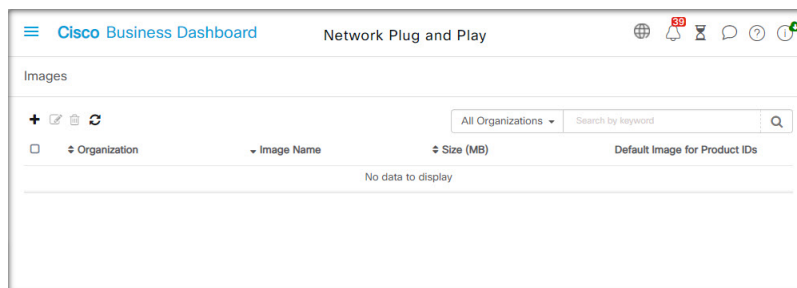 Cisco Business Dashboard Network Plug and Play 39
Images
All Organizations Search by keyword
Organization Image Name Size (MB) Default Image for Product IDs
No data to display